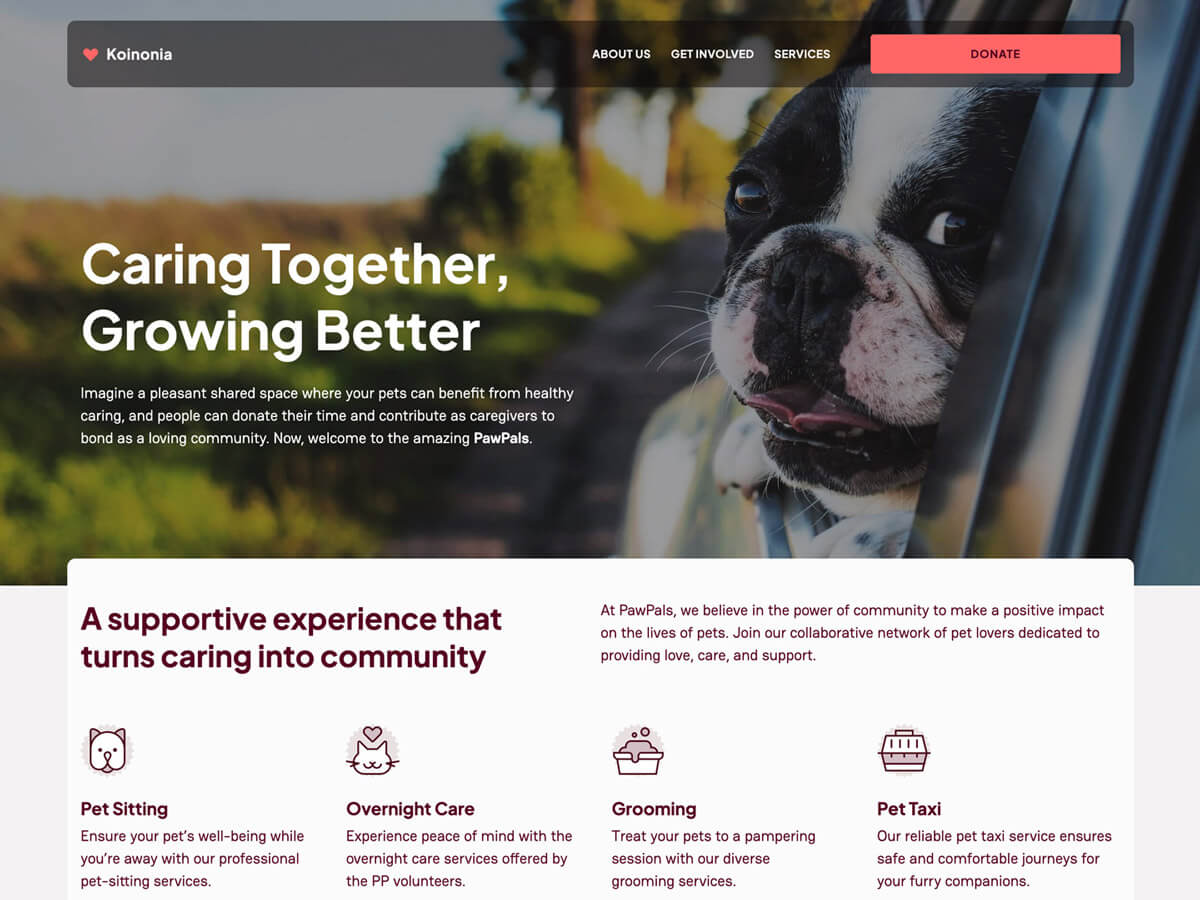 Koinonia
ABOUT US
GET INVOLVED
SERVICES
DONATE
Caring Together,
Growing Better
Imagine a pleasant shared space where your pets can benefit from healthy
caring, and people can donate their time and contribute as caregivers to
bond as a loving community. Now, welcome to the amazing PawPals.
A supportive experience that
turns caring into community
At PawPals, we believe in the power of community to make a positive impact
on the lives of pets. Join our collaborative network of pet lovers dedicated to
providing love, care, and support.
Pet Sitting
Ensure your pet’s well-being while
you’re away with our professional
pet-sitting services.
Overnight Care
Experience peace of mind with the
overnight care services offered by
the PP volunteers.
Grooming
Treat your pets to a pampering
session with our diverse
grooming services.
Pet Taxi
Our reliable pet taxi service ensures
safe and comfortable journeys for
your furry companions.